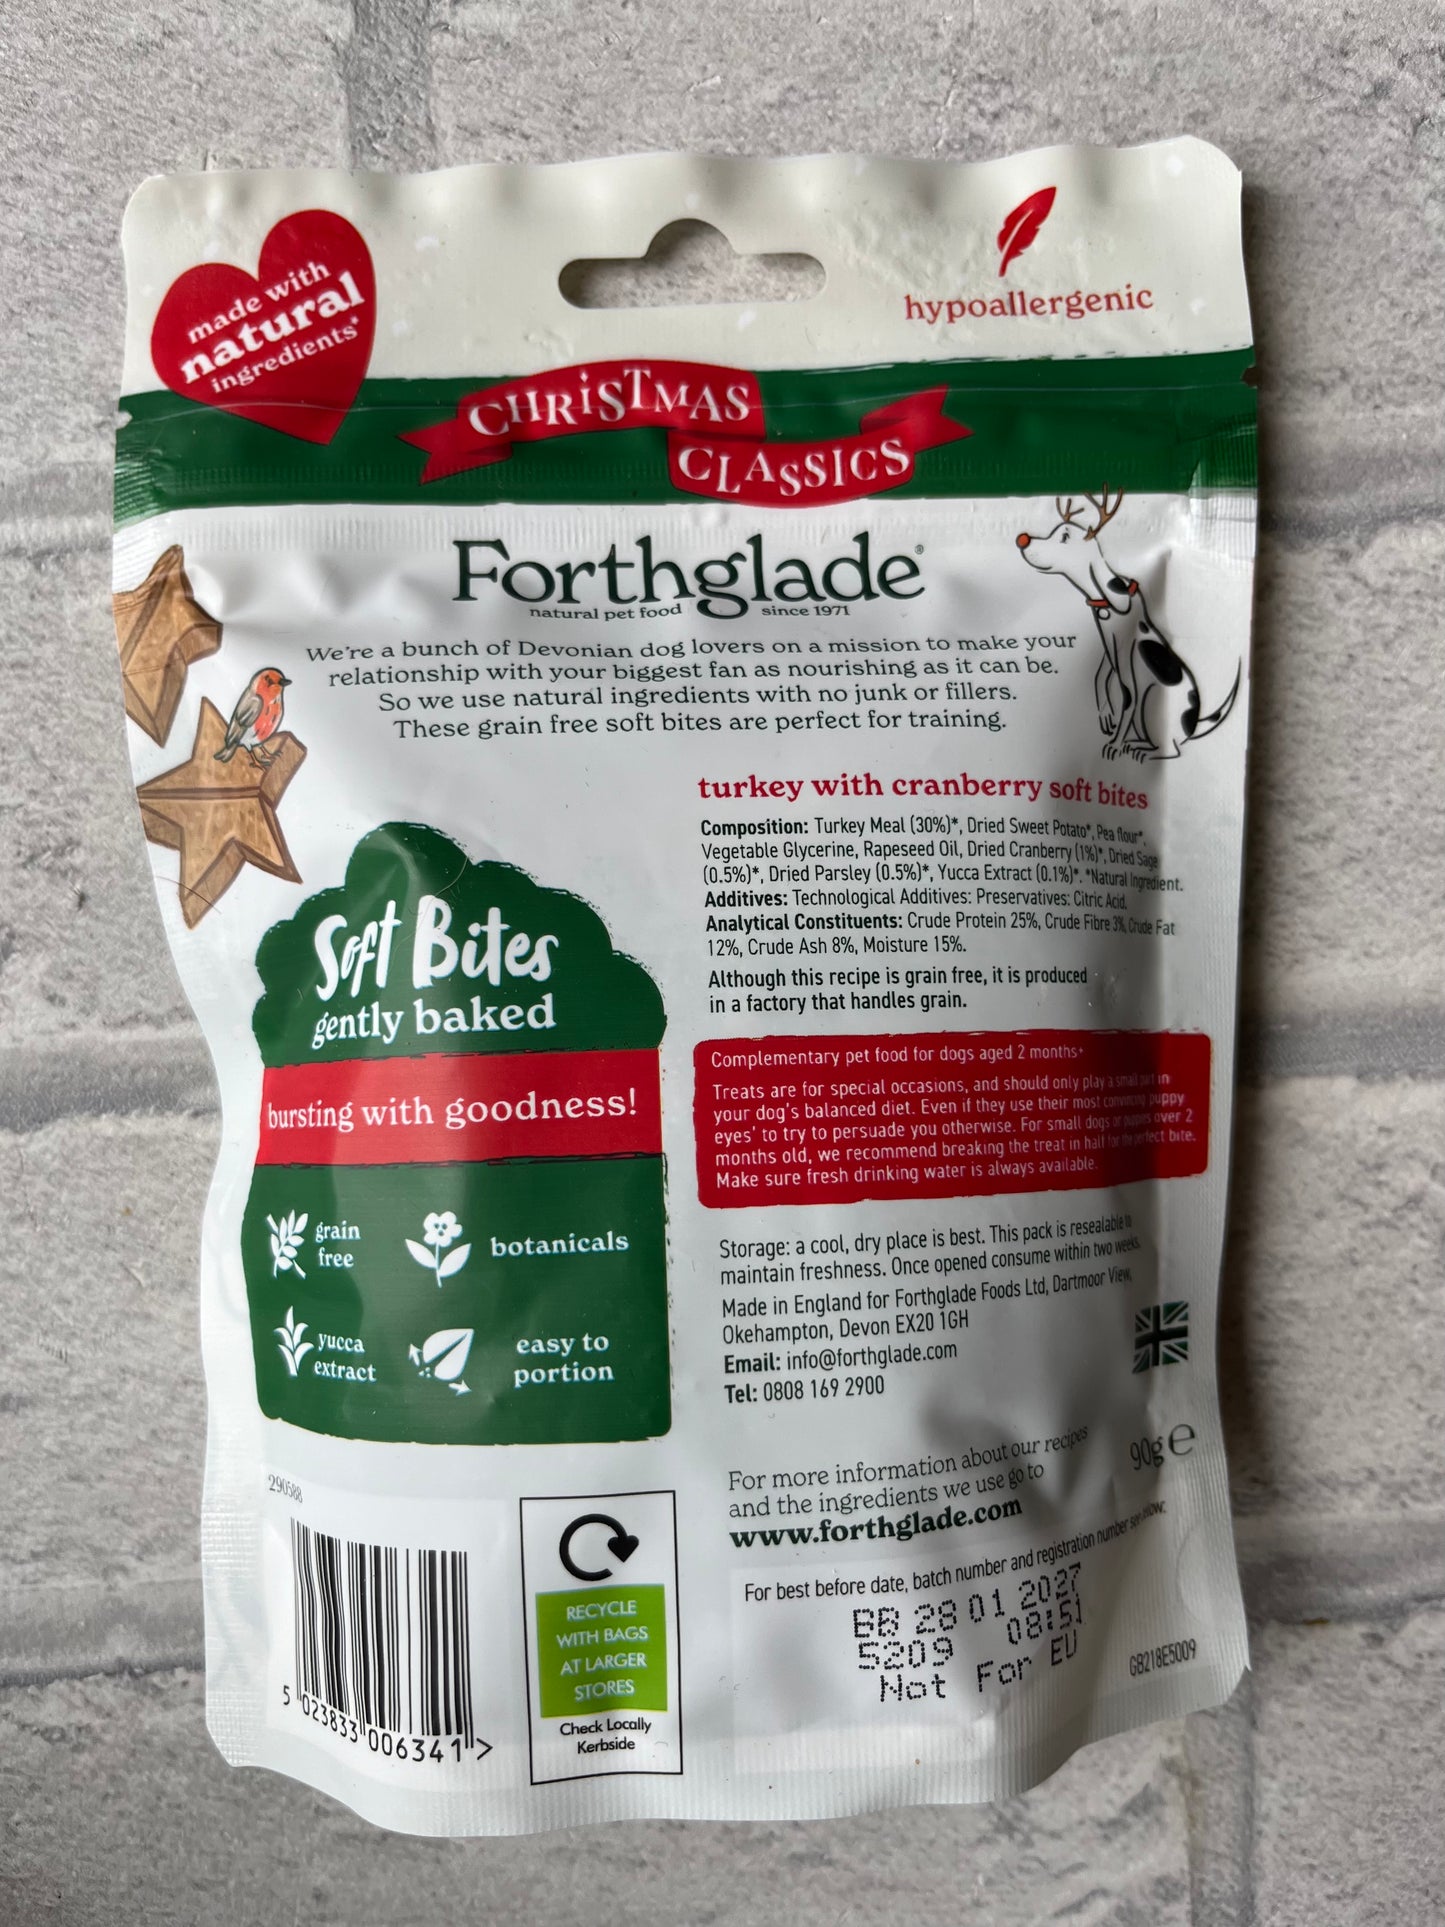 made with
natural
ingredients*
hypoallergenic
CHRiSTMAS
CLASSICS
Forthglade®
natural pet food since 1971
We're a bunch of Devonian dog lovers on a mission to make your
relationship with your biggest fan as nourishing as it can be.
So we use natural ingredients with no junk or fillers.
These grain free soft bites are perfect for training.
turkey with cranberry soft bites
Composition: Turkey Meal (30%)*, Dried Sweet Potato*, Pea flour*,
Vegetable Glycerine, Rapeseed Oil, Dried Cranberry (1%)*, Dried Sage
(0.5%)*, Dried Parsley (0.5%)*, Yucca Extract (0.1%)*. *Natural Ingredient.
Additives: Technological Additives: Preservatives: Citric Acid.
Analytical Constituents: Crude Protein 25%, Crude Fibre 3%, Crude Fat
12%, Crude Ash 8%, Moisture 15%.
Although this recipe is grain free, it is produced
in a factory that handles grain.
Complementary pet food for dogs aged 2 months+
Treats are for special occasions, and should only play a small part in
your dog's balanced diet. Even if they use their most convincing 'puppy
eyes' to try to persuade you otherwise. For small dogs or puppies over 2
months old, we recommend breaking the treat in half for the perfect bite.
Make sure fresh drinking water is always available.
Storage: a cool, dry place is best. This pack is resealable to
maintain freshness. Once opened consume within two weeks.
Made in England for Forthglade Foods Ltd, Dartmoor View,
Okehampton, Devon EX20 1GH
Email: info@forthglade.com
Tel: 0808 169 2900
For more information about our recipes
and the ingredients we use go to
www.forthglade.com
90g e
For best before date, batch number and registration number see below:
BB 28 01 2027
5209 08:51
Not For EU
GB218E5009
Soft Bites
gently baked
bursting with goodness!
grain
free
botanicals
yucca
extract
easy to
portion
290588
5 023833 006341 >
RECYCLE
WITH BAGS
AT LARGER
STORES
Check Locally
Kerbside